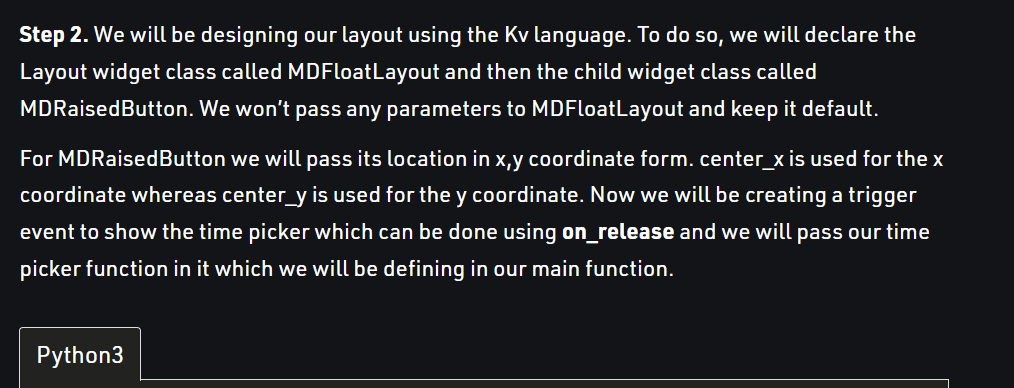 Step 2. We will be designing our layout using the Kv language. To do so, we will declare the
Layout widget class called MDFloatLayout and then the child widget class called
MDRaisedButton. We won't pass any parameters to MDFloatLayout and keep it default.
For MDRaisedButton we will pass its location in x,y coordinate form. center_x is used for the x
coordinate whereas center_y is used for the y coordinate. Now we will be creating a trigger
event to show the time picker which can be done using on_release and we will pass our time
picker function in it which we will be defining in our main function.
Python3